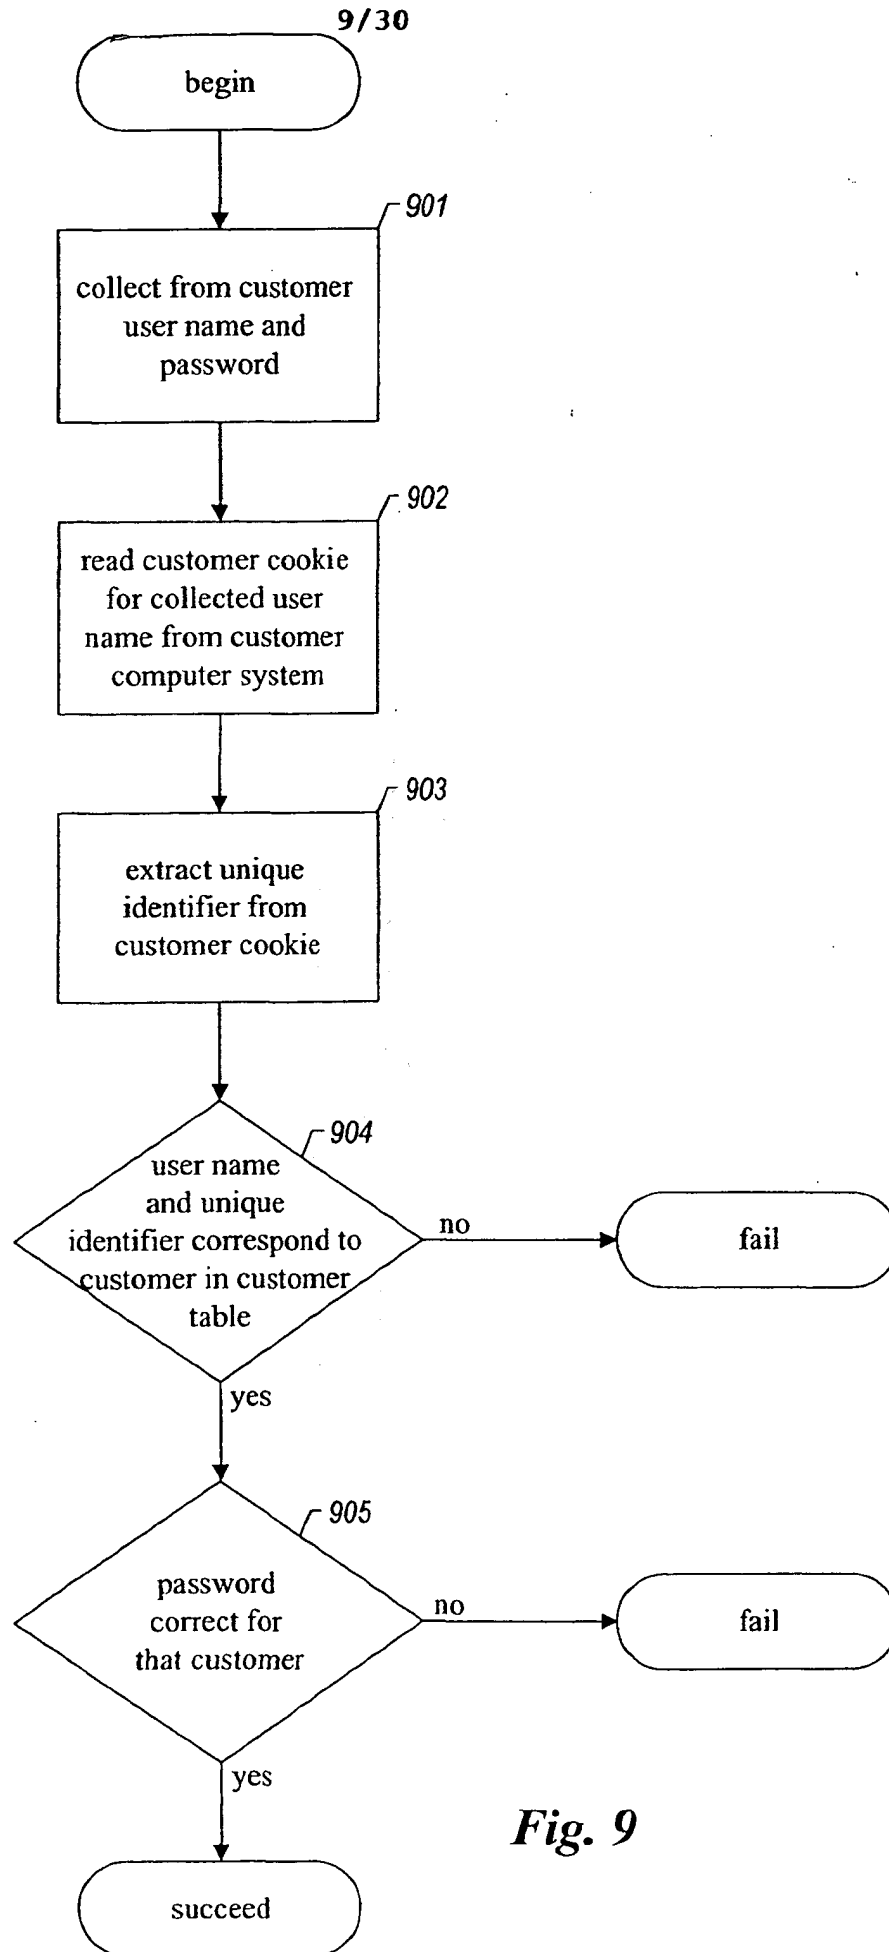 9/30
begin
901
collect from customer
user name and
password
902
read customer cookie
for collected user
name from customer
computer system
903
extract unique
identifier from
customer cookie
904
user name
and unique
identifier correspond to
customer in customer
table
no
fail
yes
905
password
correct for
that customer
no
fail
yes
Fig. 9
succeed